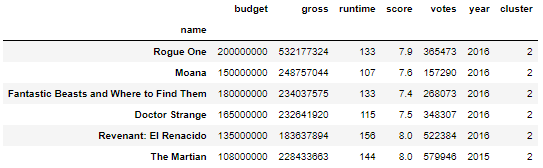 budget gross runtime score votes year cluster
name
Rogue One 200000000 532177324 133 7.9 365473 2016 2
Moana 150000000 248757044 107 7.6 157290 2016 2
Fantastic Beasts and Where to Find Them 180000000 234037575 133 7.4 268073 2016 2
Doctor Strange 165000000 232641920 115 7.5 348307 2016 2
Revenant: El Renacido 135000000 183637894 156 8.0 522384 2016 2
The Martian 108000000 228433663 144 8.0 579946 2015 2